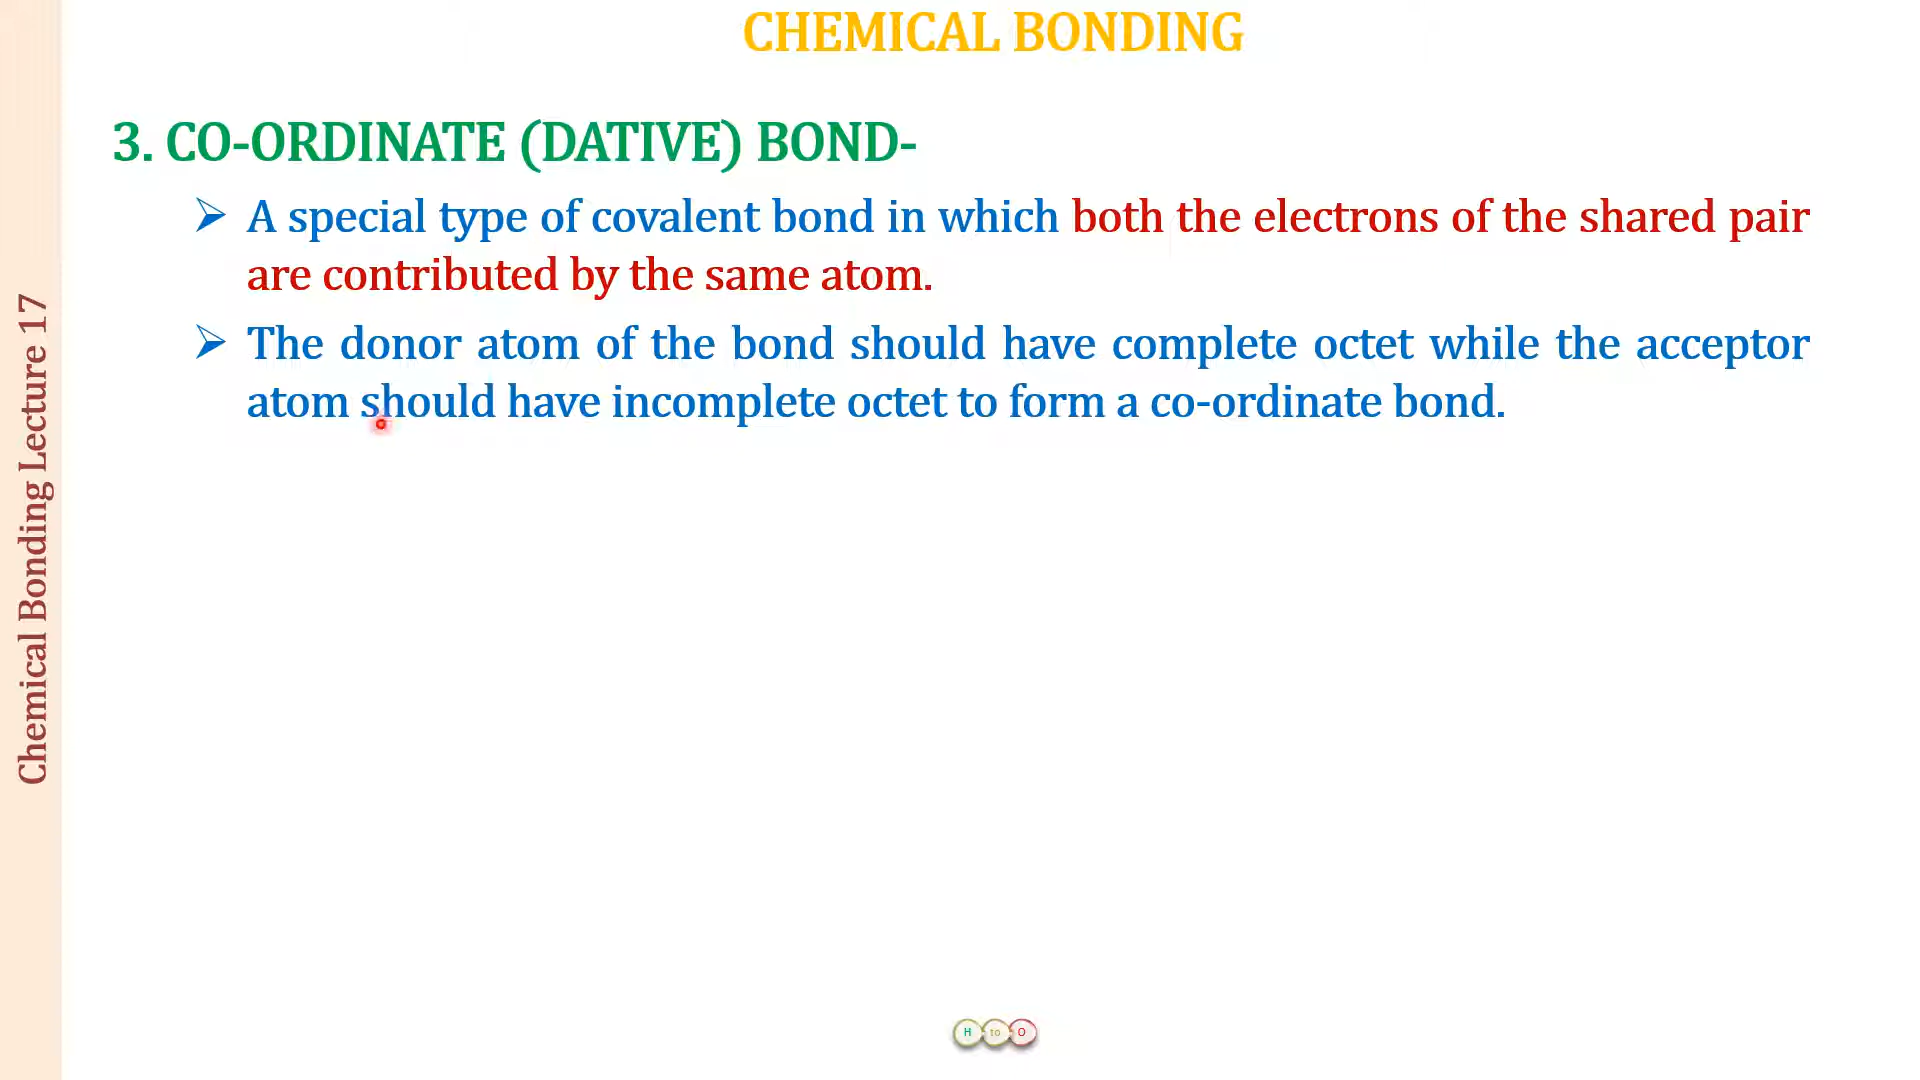 CHEMICAL BONDING
3. CO-ORDINATE (DATIVE) BOND-
A special type of covalent bond in which both the electrons of the shared pair
are contributed by the same atom.
The donor atom of the bond should have complete octet while the acceptor
atom should have incomplete octet to form a co-ordinate bond.
Chemical Bonding Lecture 17
H to O